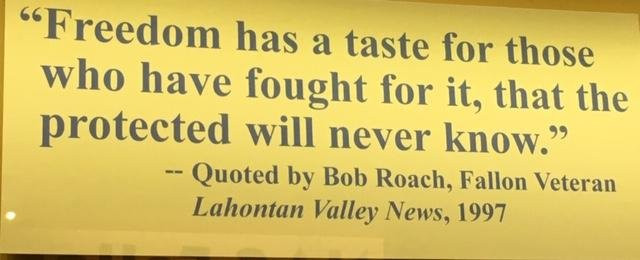 “Freedom has a taste for those
who have fought for it, that the
protected will never know.”
-- Quoted by Bob Roach, Fallon Veteran
Lahontan Valley News, 1997